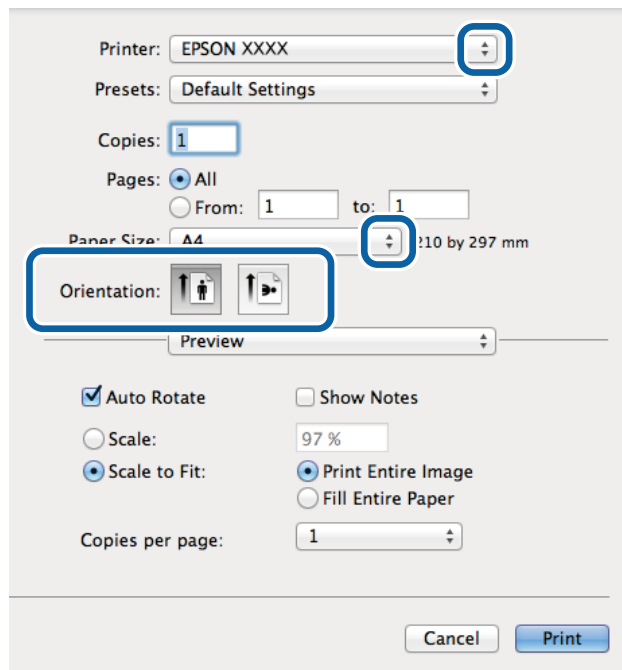 Printer: EPSON XXXX
Presets: Default Settings
Copies: 1
Pages: All
From: 1 to: 1
Paper Size: A4 210 by 297 mm
Orientation:
Preview
Auto Rotate Show Notes
Scale: 97 %
Scale to Fit: Print Entire Image
Fill Entire Paper
Copies per page: 1
Cancel Print